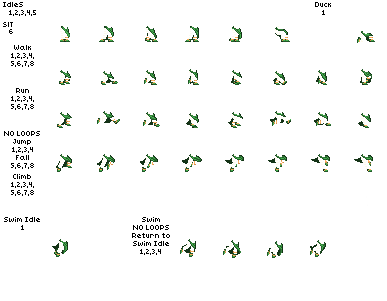 IdleS
1,2,3,4,5
Duck
1
SiT
6
Walk
1,2,3,4,
5,6,7,8
Run
1,2,3,4,
5,6,7,8
NO LOOPS
Jump
1,2,3,4
Fall
5,6,7,8
Climb
1,2,3,4,
5,6,7,8
Swim Idle
1
Swim
NO LOOPS
Return to
Swim Idle
1,2,3,4